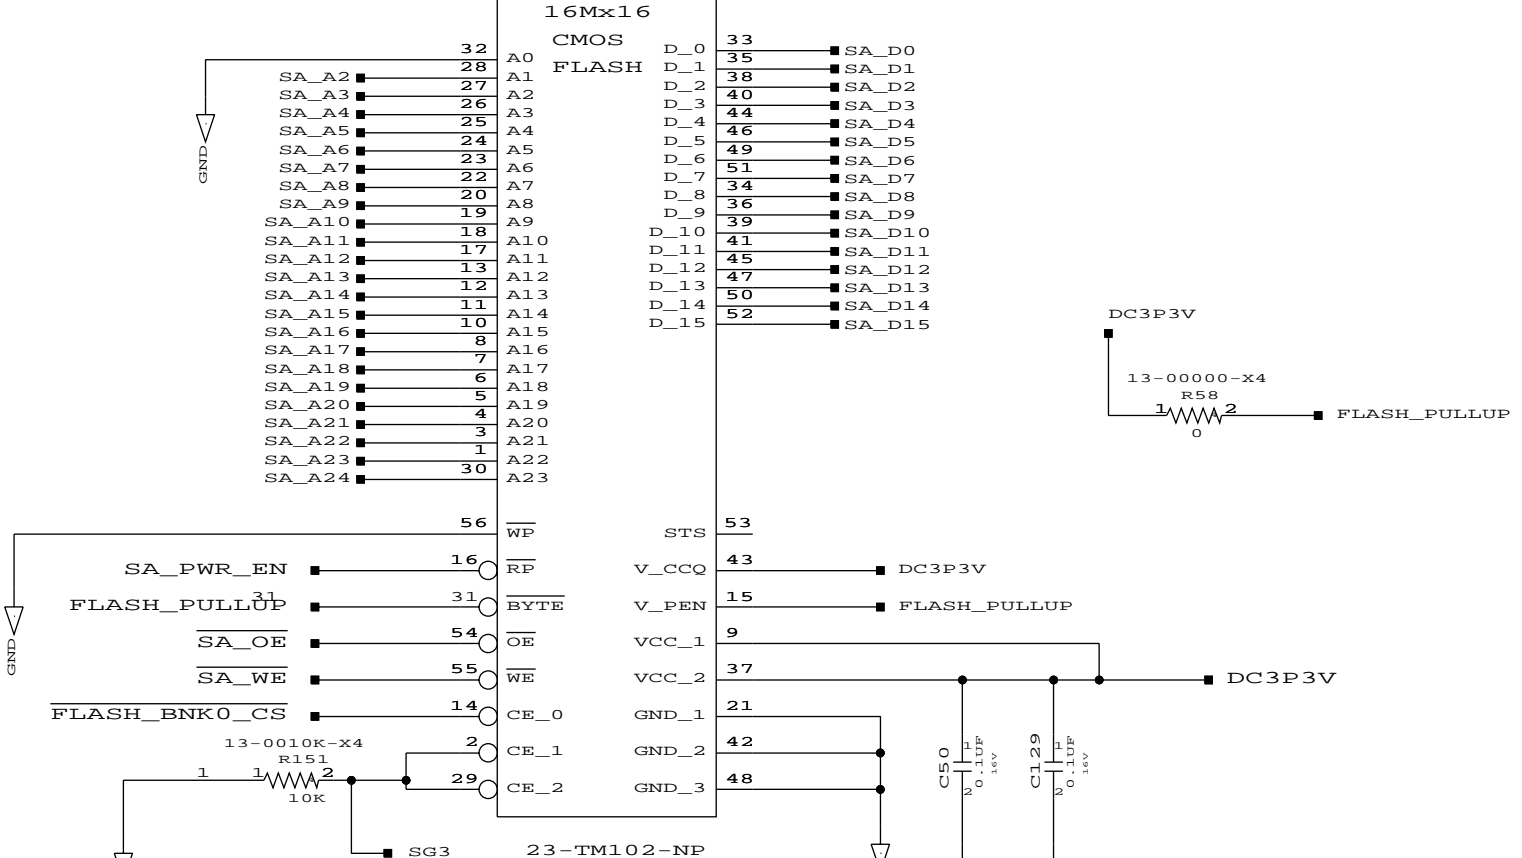 16Mx16
CMOS
FLASH
32 A0
SA_A2 28 A1
SA_A3 27 A2
SA_A4 26 A3
SA_A5 25 A4
SA_A6 24 A5
SA_A7 23 A6
SA_A8 22 A7
SA_A9 20 A8
SA_A10 19 A9
SA_A11 18 A10
SA_A12 17 A11
SA_A13 13 A12
SA_A14 12 A13
SA_A15 11 A14
SA_A16 10 A15
SA_A17 8 A16
SA_A18 7 A17
SA_A19 6 A18
SA_A20 5 A19
SA_A21 4 A20
SA_A22 3 A21
SA_A23 1 A22
SA_A24 30 A23
GND
D_0 33 SA_D0
D_1 35 SA_D1
D_2 38 SA_D2
D_3 40 SA_D3
D_4 44 SA_D4
D_5 46 SA_D5
D_6 49 SA_D6
D_7 51 SA_D7
D_8 34 SA_D8
D_9 36 SA_D9
D_10 39 SA_D10
D_11 41 SA_D11
D_12 45 SA_D12
D_13 47 SA_D13
D_14 50 SA_D14
D_15 52 SA_D15
DC3P3V
13-00000-X4
R58
1 2 FLASH_PULLUP
0
56 WP
GND
SA_PWR_EN 16 RP
31
FLASH_PULLUP 31 BYTE
SA_OE 54 OE
SA_WE 55 WE
FLASH_BNK0_CS 14 CE_0
2 CE_1
29 CE_2
13-0010K-X4
R151
1 1 2
10K
SG3
STS 53
V_CCQ 43 DC3P3V
V_PEN 15 FLASH_PULLUP
VCC_1 9
VCC_2 37 DC3P3V
GND_1 21
GND_2 42
GND_3 48
C50
1
0.1UF
16V
2
C129
1
0.1UF
16V
2
23-TM102-NP